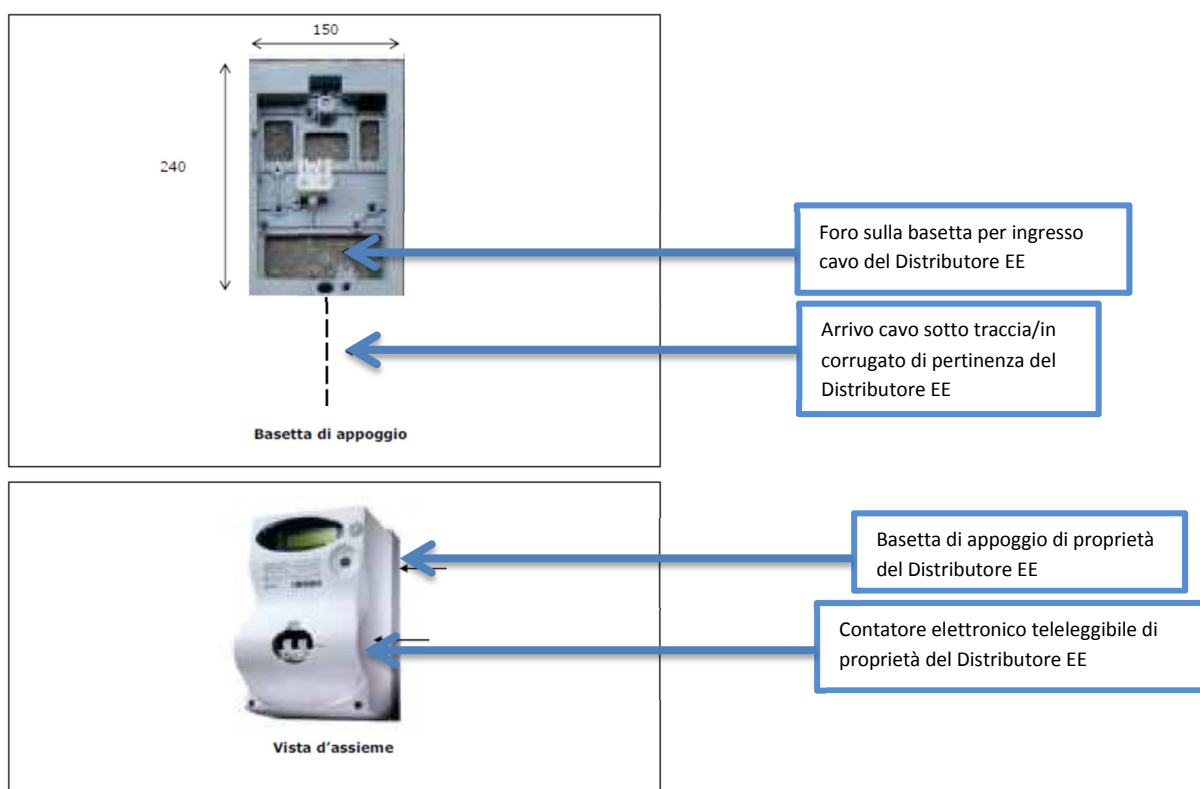 150
240
Foro sulla basetta per ingresso
cavo del Distributore EE
Arrivo cavo sotto traccia/in
corrugato di pertinenza del
Distributore EE
Basetta di appoggio
Basetta di appoggio di proprietà
del Distributore EE
Contatore elettronico teleleggibile di
proprietà del Distributore EE
Vista d’assieme